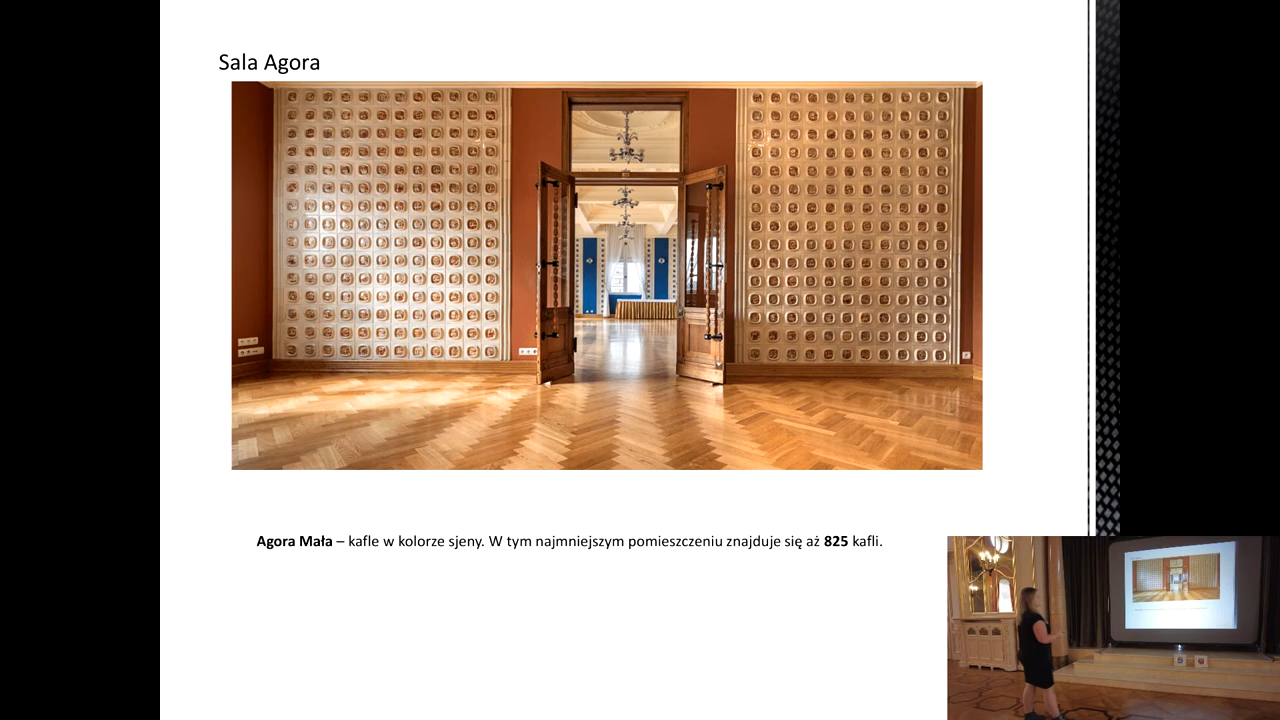 Sala Agora
Agora Mała – kafle w kolorze sjeny. W tym najmniejszym pomieszczeniu znajduje się aż 825 kafli.